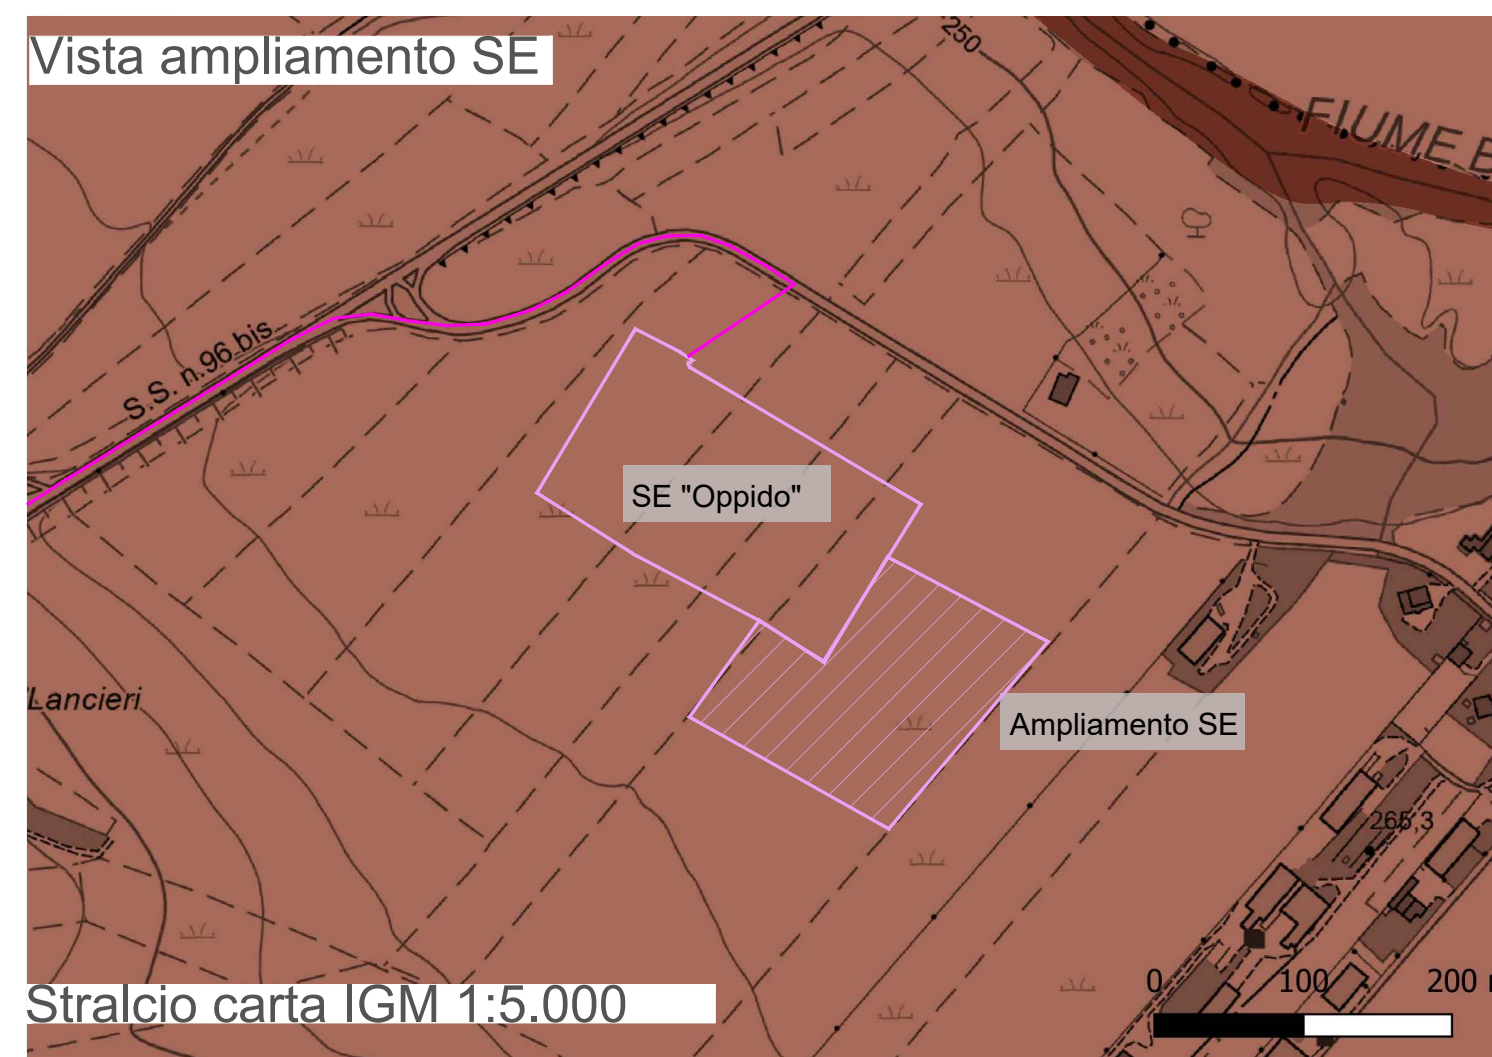 Vista ampliamento SE
250
FIUME B
S.S. n.96 bis
SE "Oppido"
Lancieri
Ampliamento SE
265,3
0 100 200
Stralcio carta IGM 1:5.000